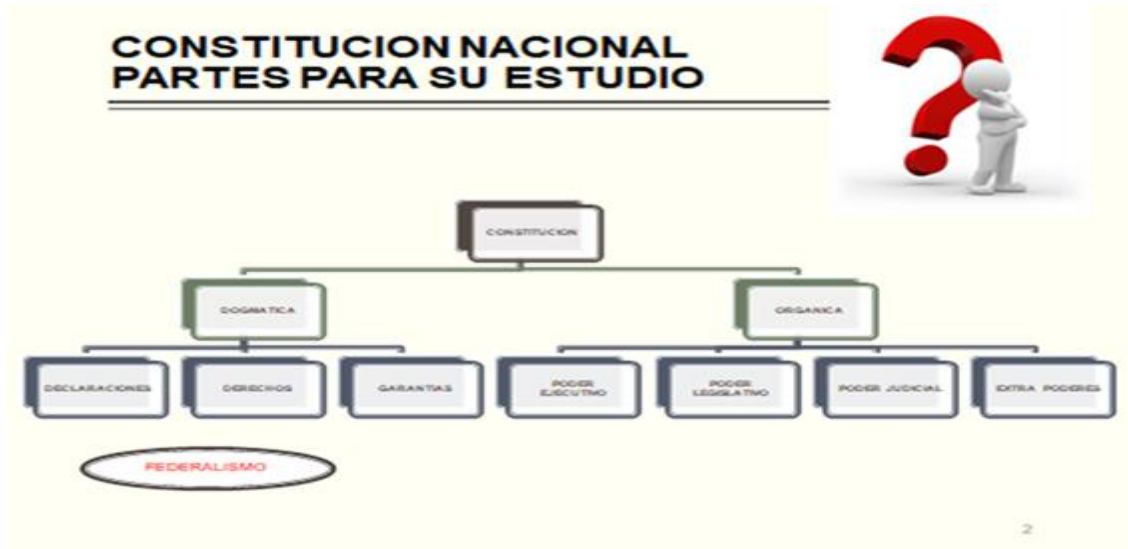 CONSTITUCION NACIONAL
PARTES PARA SU ESTUDIO
CONSTITUCION
DOGMATICA
ORGANICA
DECLARACIONES
DERECHOS
GARANTIAS
PODER
EJECUTIVO
PODER
LEGISLATIVO
PODER JUDICIAL
EXTRA PODERES
FEDERALISMO
2